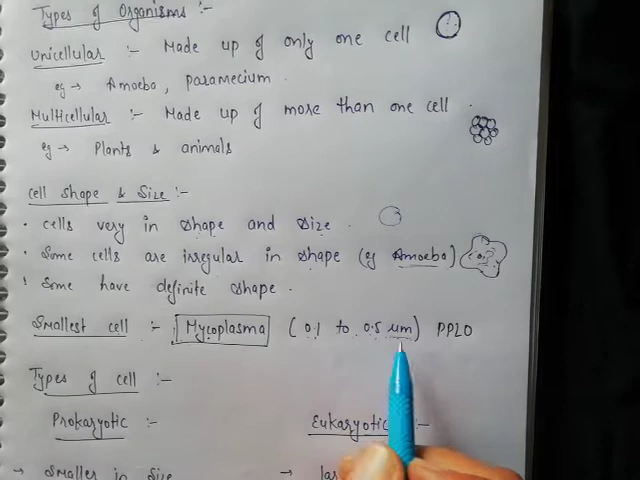 Types of Organisms :-
Unicellular :- Made up of only one cell
eg → Amoeba, paramecium.
Multicellular :- Made up of more than one cell.
eg → Plants & animals
Cell Shape & Size :-
• Cells very in shape and size.
• Some cells are irregular in shape (eg Amoeba)
• Some have definite shape.
Smallest cell :- Mycoplasma (0.1 to 0.5 µm) PPLO
Types of cell :-
Prokaryotic :- Eukaryotic :-
→ Smaller in Size →